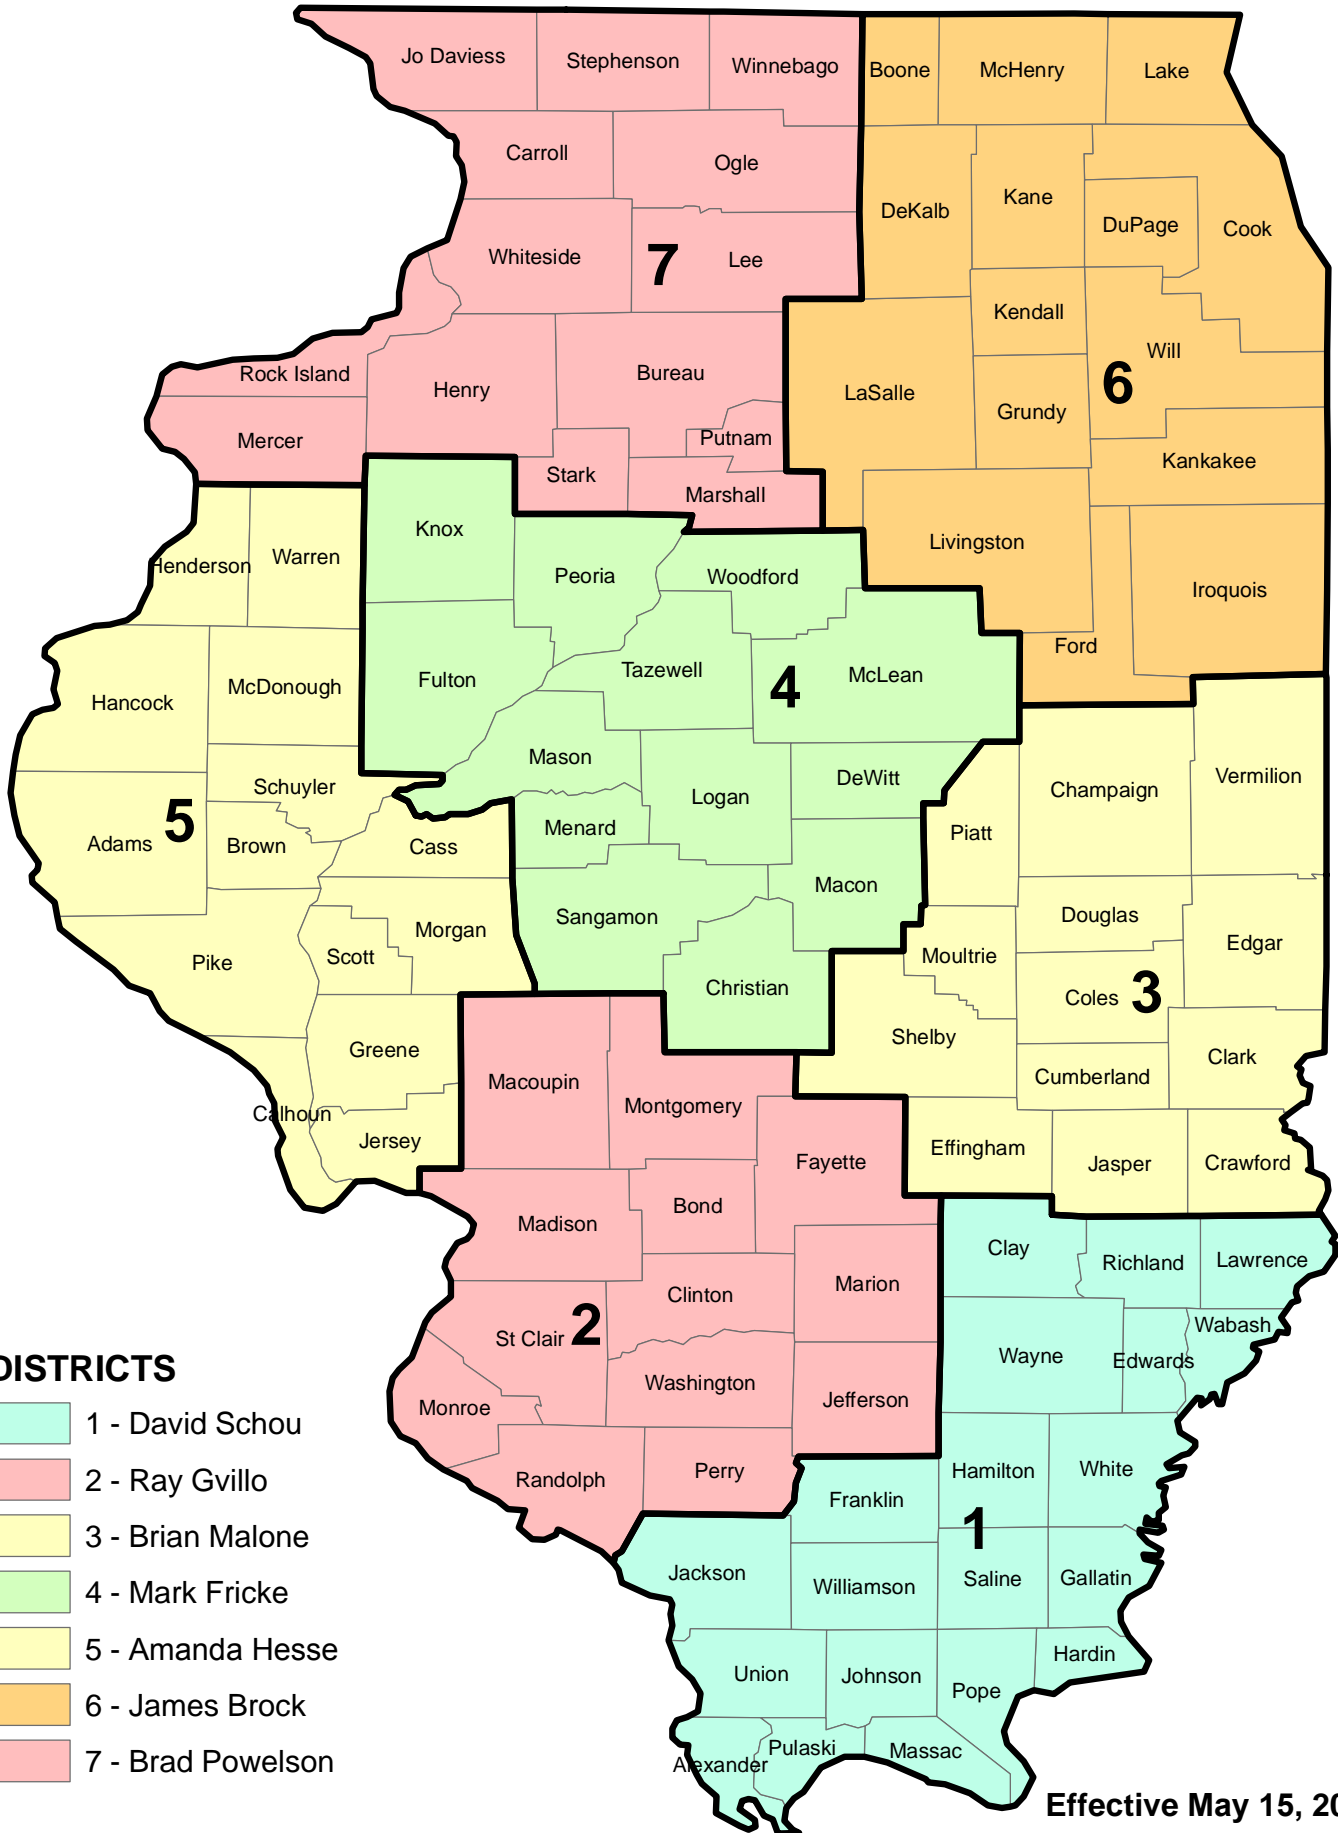 Jo Daviess
Stephenson
Winnebago
Boone
McHenry
Lake
Carroll
Ogle
DeKalb
Kane
DuPage
Cook
Whiteside
7
Lee
Kendall
Will
Rock Island
Henry
Bureau
LaSalle
6
Grundy
Mercer
Putnam
Kankakee
Stark
Marshall
Knox
Henderson
Warren
Peoria
Woodford
Livingston
Iroquois
Ford
Hancock
McDonough
Fulton
Tazewell
4
McLean
Mason
Schuyler
Logan
DeWitt
Champaign
Vermilion
Adams
5
Brown
Cass
Menard
Piatt
Macon
Sangamon
Douglas
Pike
Scott
Morgan
Moultrie
Edgar
Christian
Coles
3
Greene
Shelby
Clark
Macoupin
Montgomery
Cumberland
Calhoun
Jersey
Fayette
Effingham
Jasper
Crawford
Madison
Bond
Clay
Richland
Lawrence
Clinton
Marion
St Clair
2
Wayne
Edwards
Wabash
Monroe
Washington
Jefferson
Randolph
Perry
Franklin
Hamilton
White
1
Jackson
Williamson
Saline
Gallatin
Union
Johnson
Pope
Hardin
Alexander
Pulaski
Massac
DISTRICTS
1 - David Schou
2 - Ray Gvillo
3 - Brian Malone
4 - Mark Fricke
5 - Amanda Hesse
6 - James Brock
7 - Brad Powelson
Effective May 15,